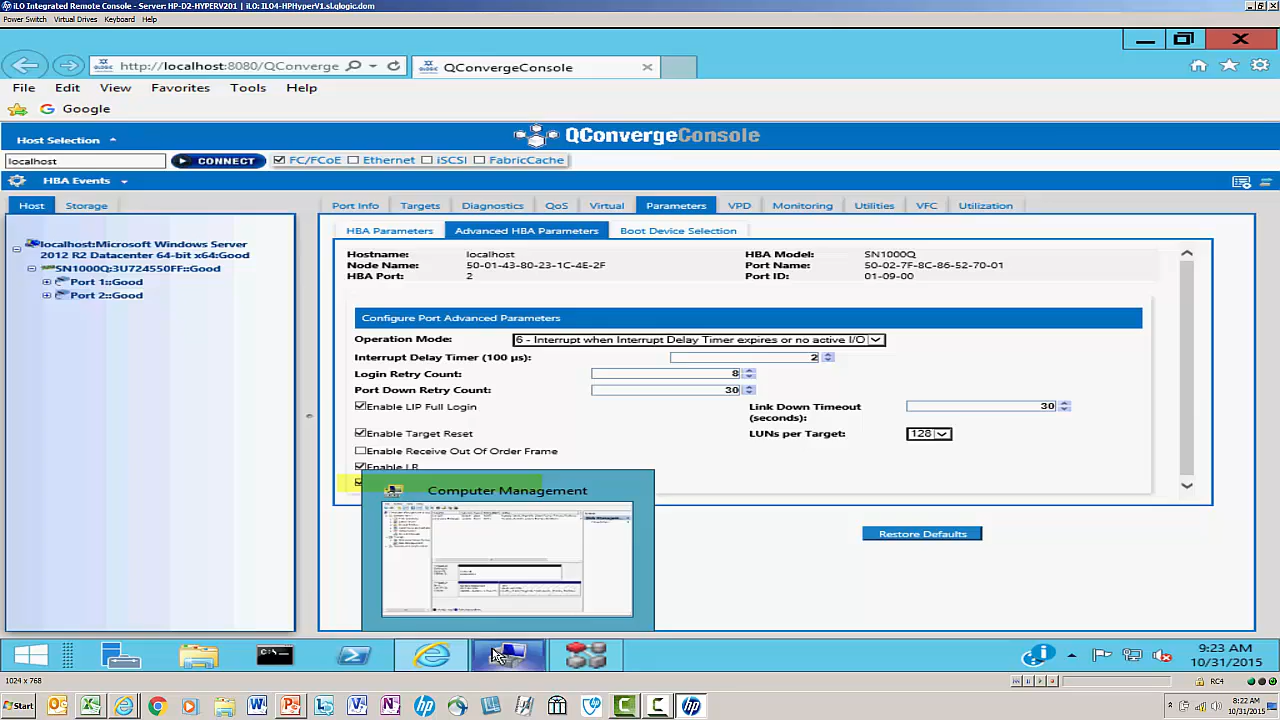 iLO Integrated Remote Console - Server: HP-D2-HYPERV201 | iLO: ILO4-HPHyperV1.sl.qlogic.dom
Power Switch Virtual Drives Keyboard Help
http://localhost:8080/QConverge QConvergeConsole
File Edit View Favorites Tools Help
Google
Host Selection QConvergeConsole
localhost CONNECT FC/FCoE Ethernet iSCSI FabricCache
HBA Events
Host Storage Port Info Targets Diagnostics QoS Virtual Parameters VPD Monitoring Utilities VFC Utilization
HBA Parameters Advanced HBA Parameters Boot Device Selection
localhost:Microsoft Windows Server
2012 R2 Datacenter 64-bit x64:Good
SN1000Q:3U724550FF::Good
Port 1::Good
Port 2::Good
Hostname: localhost HBA Model: SN1000Q
Node Name: 50-01-43-80-23-1C-4E-2F Port Name: 50-02-7F-8C-86-52-70-01
HBA Port: 2 Port ID: 01-09-00
Configure Port Advanced Parameters
Operation Mode: 6 - Interrupt when Interrupt Delay Timer expires or no active I/O
Interrupt Delay Timer (100 µs): 2
Login Retry Count: 8
Port Down Retry Count: 30
Enable LIP Full Login Link Down Timeout 30
(seconds):
Enable Target Reset LUNs per Target: 128
Enable Receive Out Of Order Frame
Enable LR
Computer Management
Restore Defaults
9:23 AM
10/31/2015
1024 x 768 RC4
Start 8:22 AM
10/31/2015